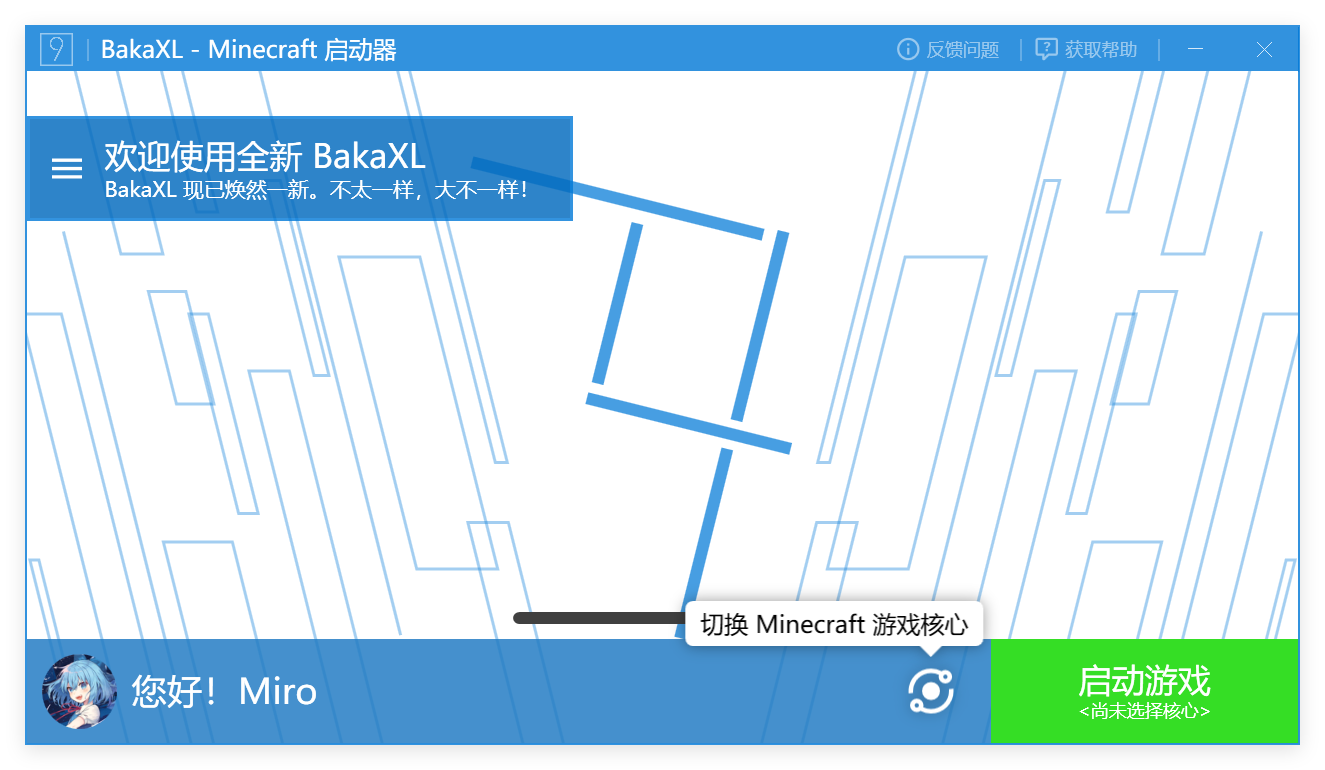 9 BakaXL - Minecraft 启动器
反馈问题
获取帮助
欢迎使用全新 BakaXL
BakaXL 现已焕然一新。不太一样，大不一样！
切换 Minecraft 游戏核心
您好！Miro
启动游戏
<尚未选择核心>